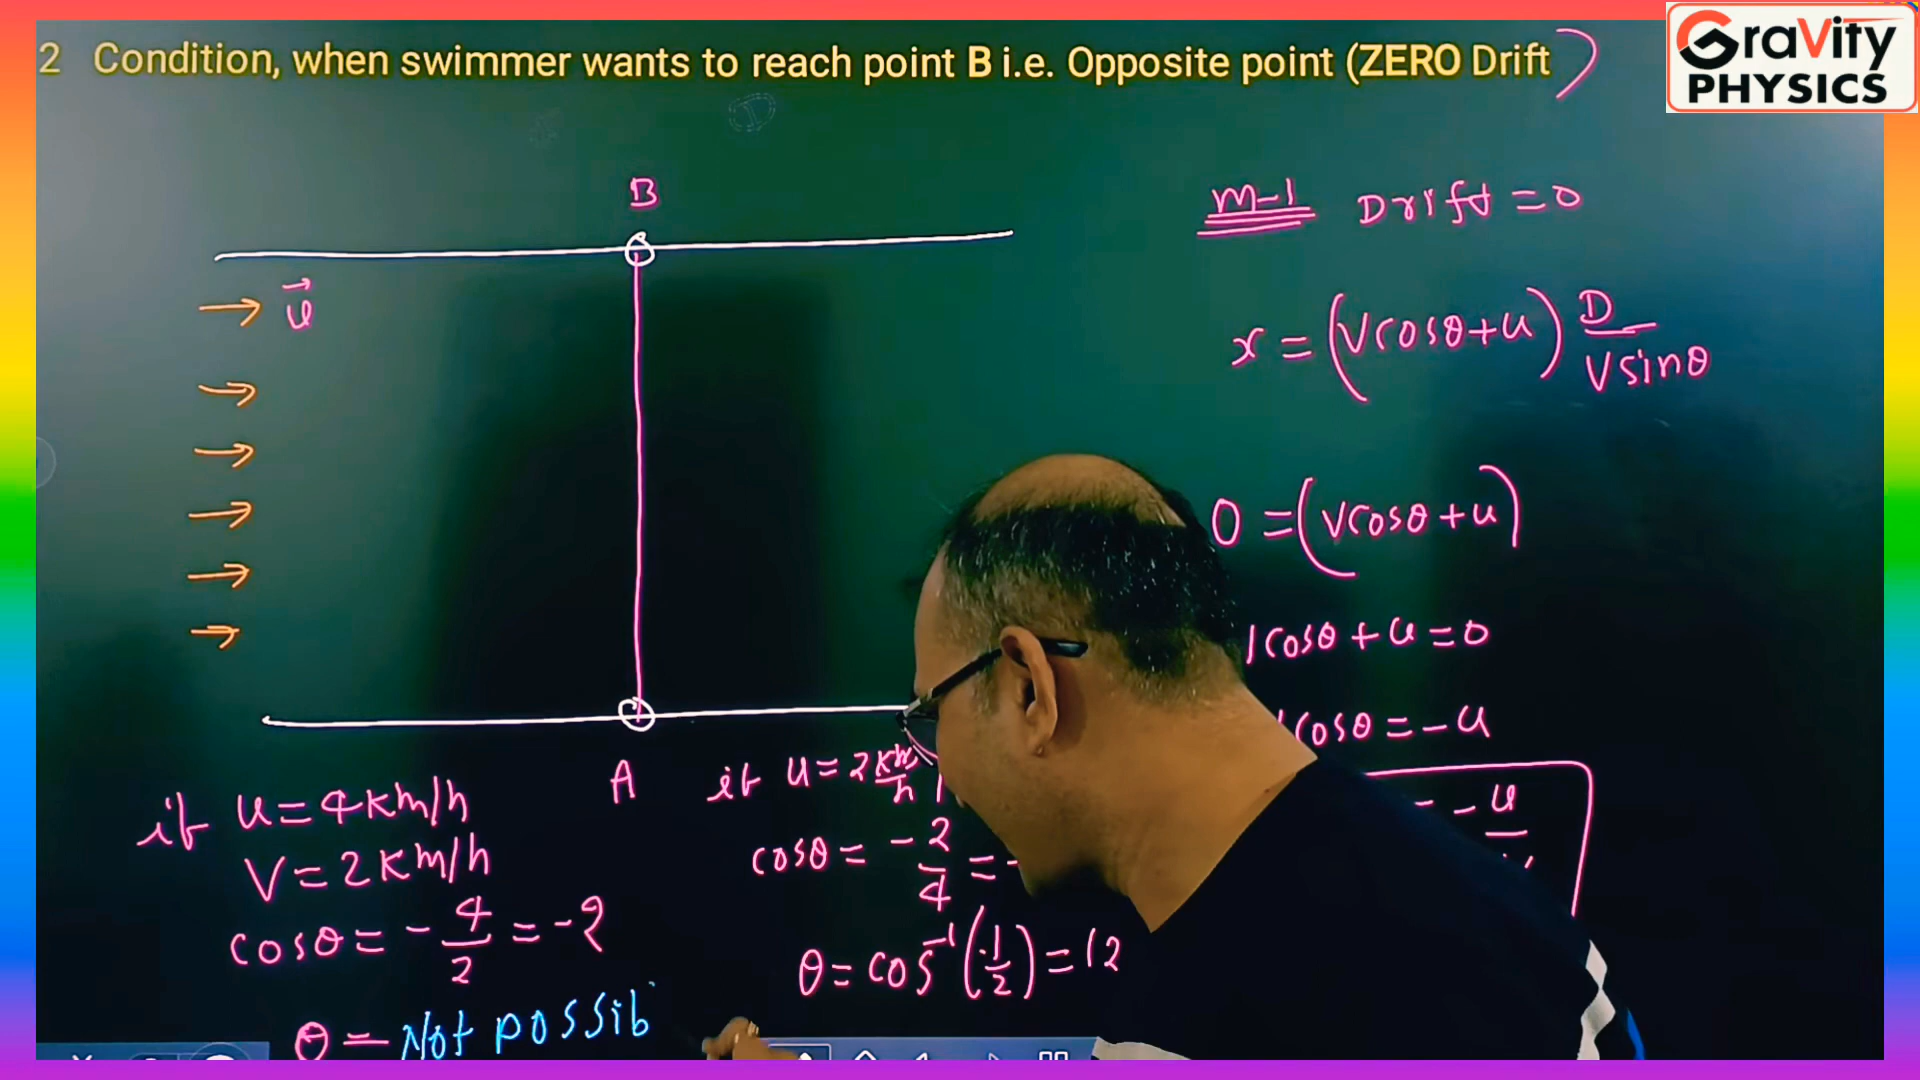 2 Condition, when swimmer wants to reach point B i.e. Opposite point (ZERO Drift)
GraVity
PHYSICS
B
u
A
M-1 Drift = 0
x = (Vcosθ+u) D/Vsinθ
0 = (Vcosθ+u)
cosθ + u = 0
cosθ = -u
- u
if u = 4Km/h
V = 2Km/h
cosθ = - 4/2 = -2
θ = Not possib
if u = 2Km/h
cosθ = - 2/4 = -
θ = cos⁻¹(-1/2) = 12